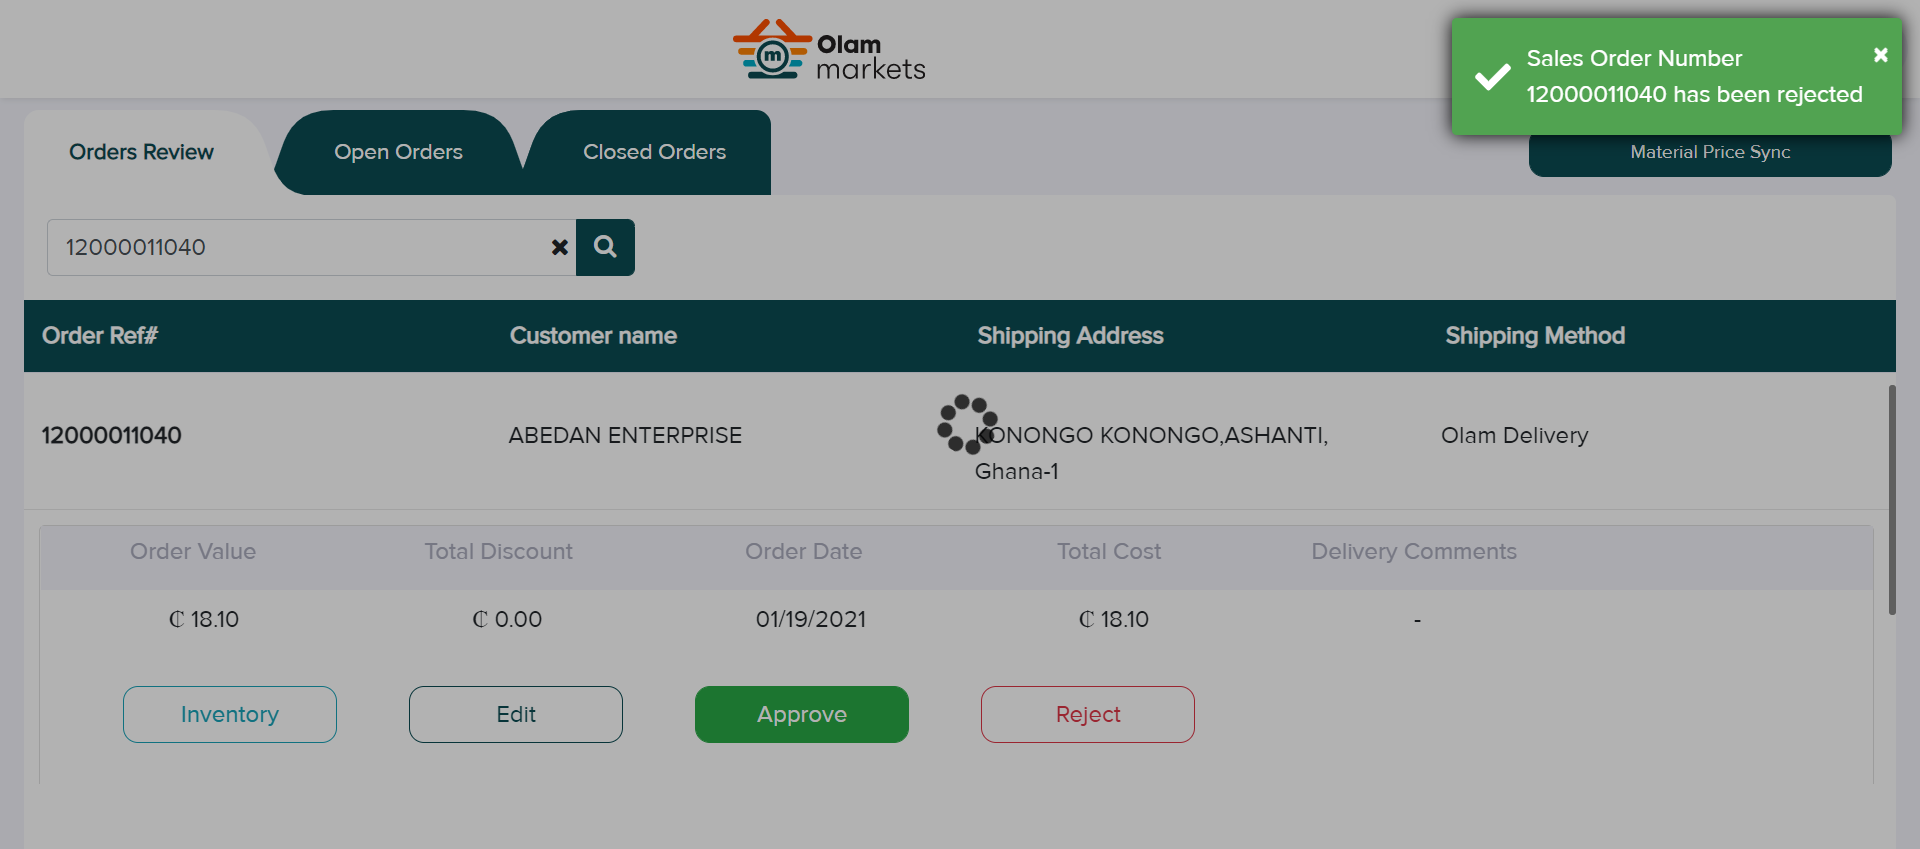 m
Olam
markets
Sales Order Number
12000011040 has been rejected
Orders Review
Open Orders
Closed Orders
Material Price Sync
12000011040
Order Ref#
Customer name
Shipping Address
Shipping Method
12000011040
ABEDAN ENTERPRISE
KONONGO KONONGO,ASHANTI,
Ghana-1
Olam Delivery
Order Value
Total Discount
Order Date
Total Cost
Delivery Comments
₵ 18.10
₵ 0.00
01/19/2021
₵ 18.10
-
Inventory
Edit
Approve
Reject